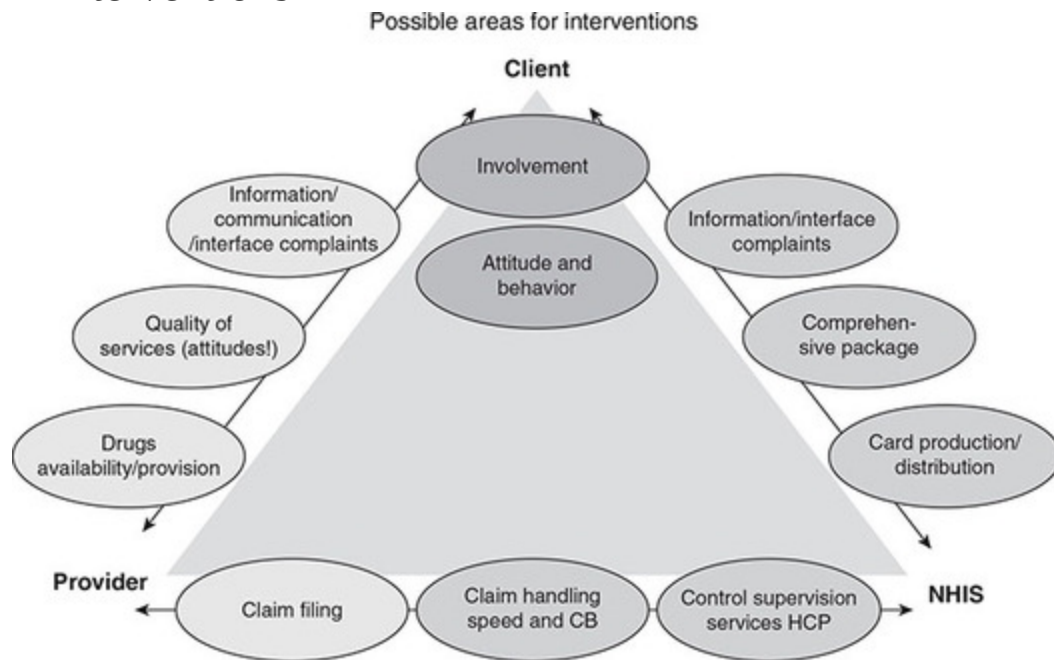 Possible areas for interventions
Client
Involvement
Information/
communication
/interface complaints
Information/interface
complaints
Attitude and
behavior
Quality of
services (attitudes!)
Comprehen-
sive package
Drugs
availability/provision
Card production/
distribution
Provider
NHIS
Claim filing
Claim handling
speed and CB
Control supervision
services HCP